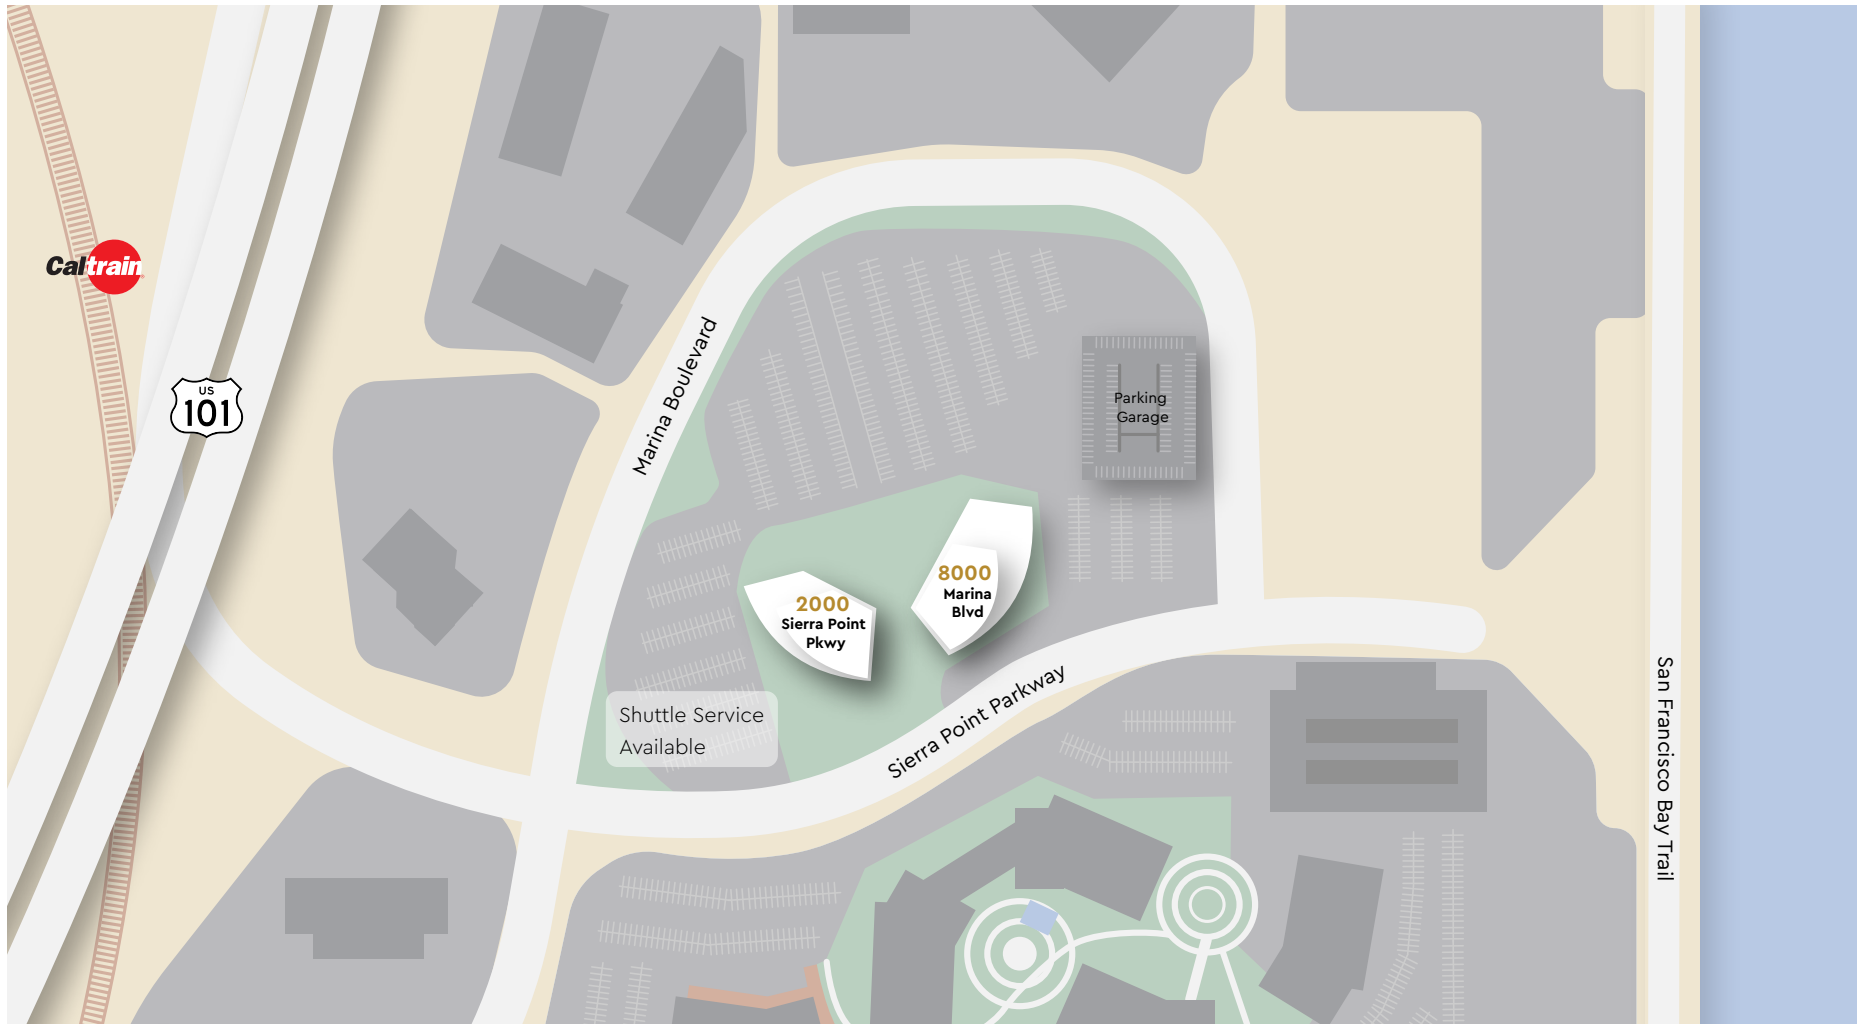 Caltrain
US
101
Marina Boulevard
Parking
Garage
8000
Marina
Blvd
2000
Sierra Point
Pkwy
Shuttle Service
Available
Sierra Point Parkway
San Francisco Bay Trail